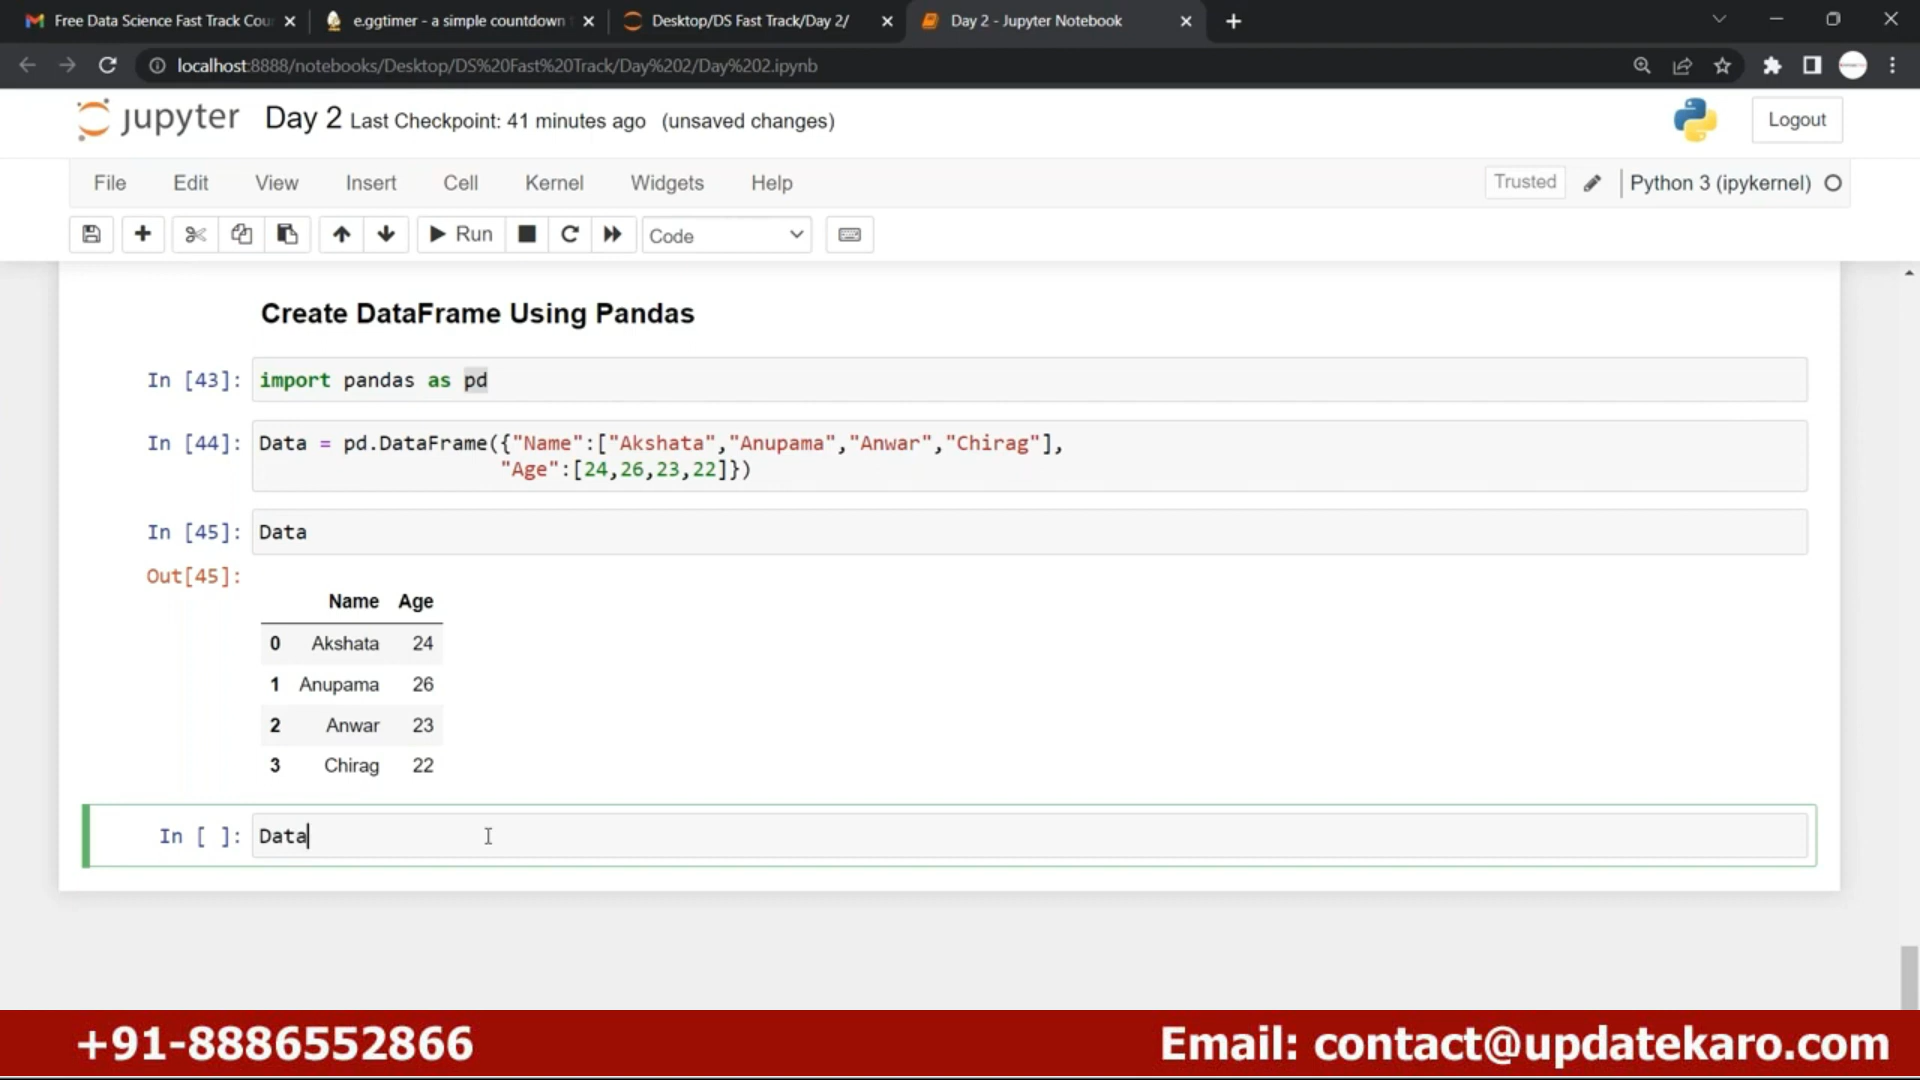 Free Data Science Fast Track Cou
e.ggtimer - a simple countdown
Desktop/DS Fast Track/Day 2/
Day 2 - Jupyter Notebook
localhost:8888/notebooks/Desktop/DS%20Fast%20Track/Day%202/Day%202.ipynb
jupyter Day 2 Last Checkpoint: 41 minutes ago (unsaved changes)
Logout
File Edit View Insert Cell Kernel Widgets Help
Trusted
Python 3 (ipykernel)
Run
Code
Create DataFrame Using Pandas
In [43]: import pandas as pd
In [44]: Data = pd.DataFrame({"Name":["Akshata","Anupama","Anwar","Chirag"],
"Age":[24,26,23,22]})
In [45]: Data
Out[45]:
Name Age
0 Akshata 24
1 Anupama 26
2 Anwar 23
3 Chirag 22
In [ ]: Data
+91-8886552866
Email: contact@updatekaro.com